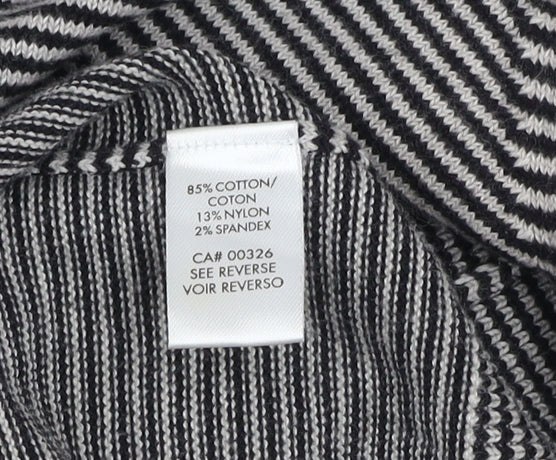 85% COTTON/
COTON
13% NYLON
2% SPANDEX
CA# 00326
SEE REVERSE
VOIR REVERSO